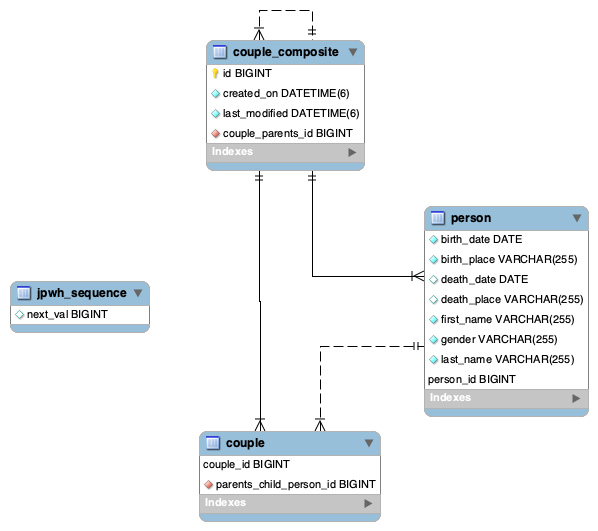 couple_composite
id BIGINT
created_on DATETIME(6)
last_modified DATETIME(6)
couple_parents_id BIGINT
Indexes
person
birth_date DATE
birth_place VARCHAR(255)
death_date DATE
death_place VARCHAR(255)
first_name VARCHAR(255)
gender VARCHAR(255)
last_name VARCHAR(255)
person_id BIGINT
Indexes
jpwh_sequence
next_val BIGINT
couple
couple_id BIGINT
parents_child_person_id BIGINT
Indexes